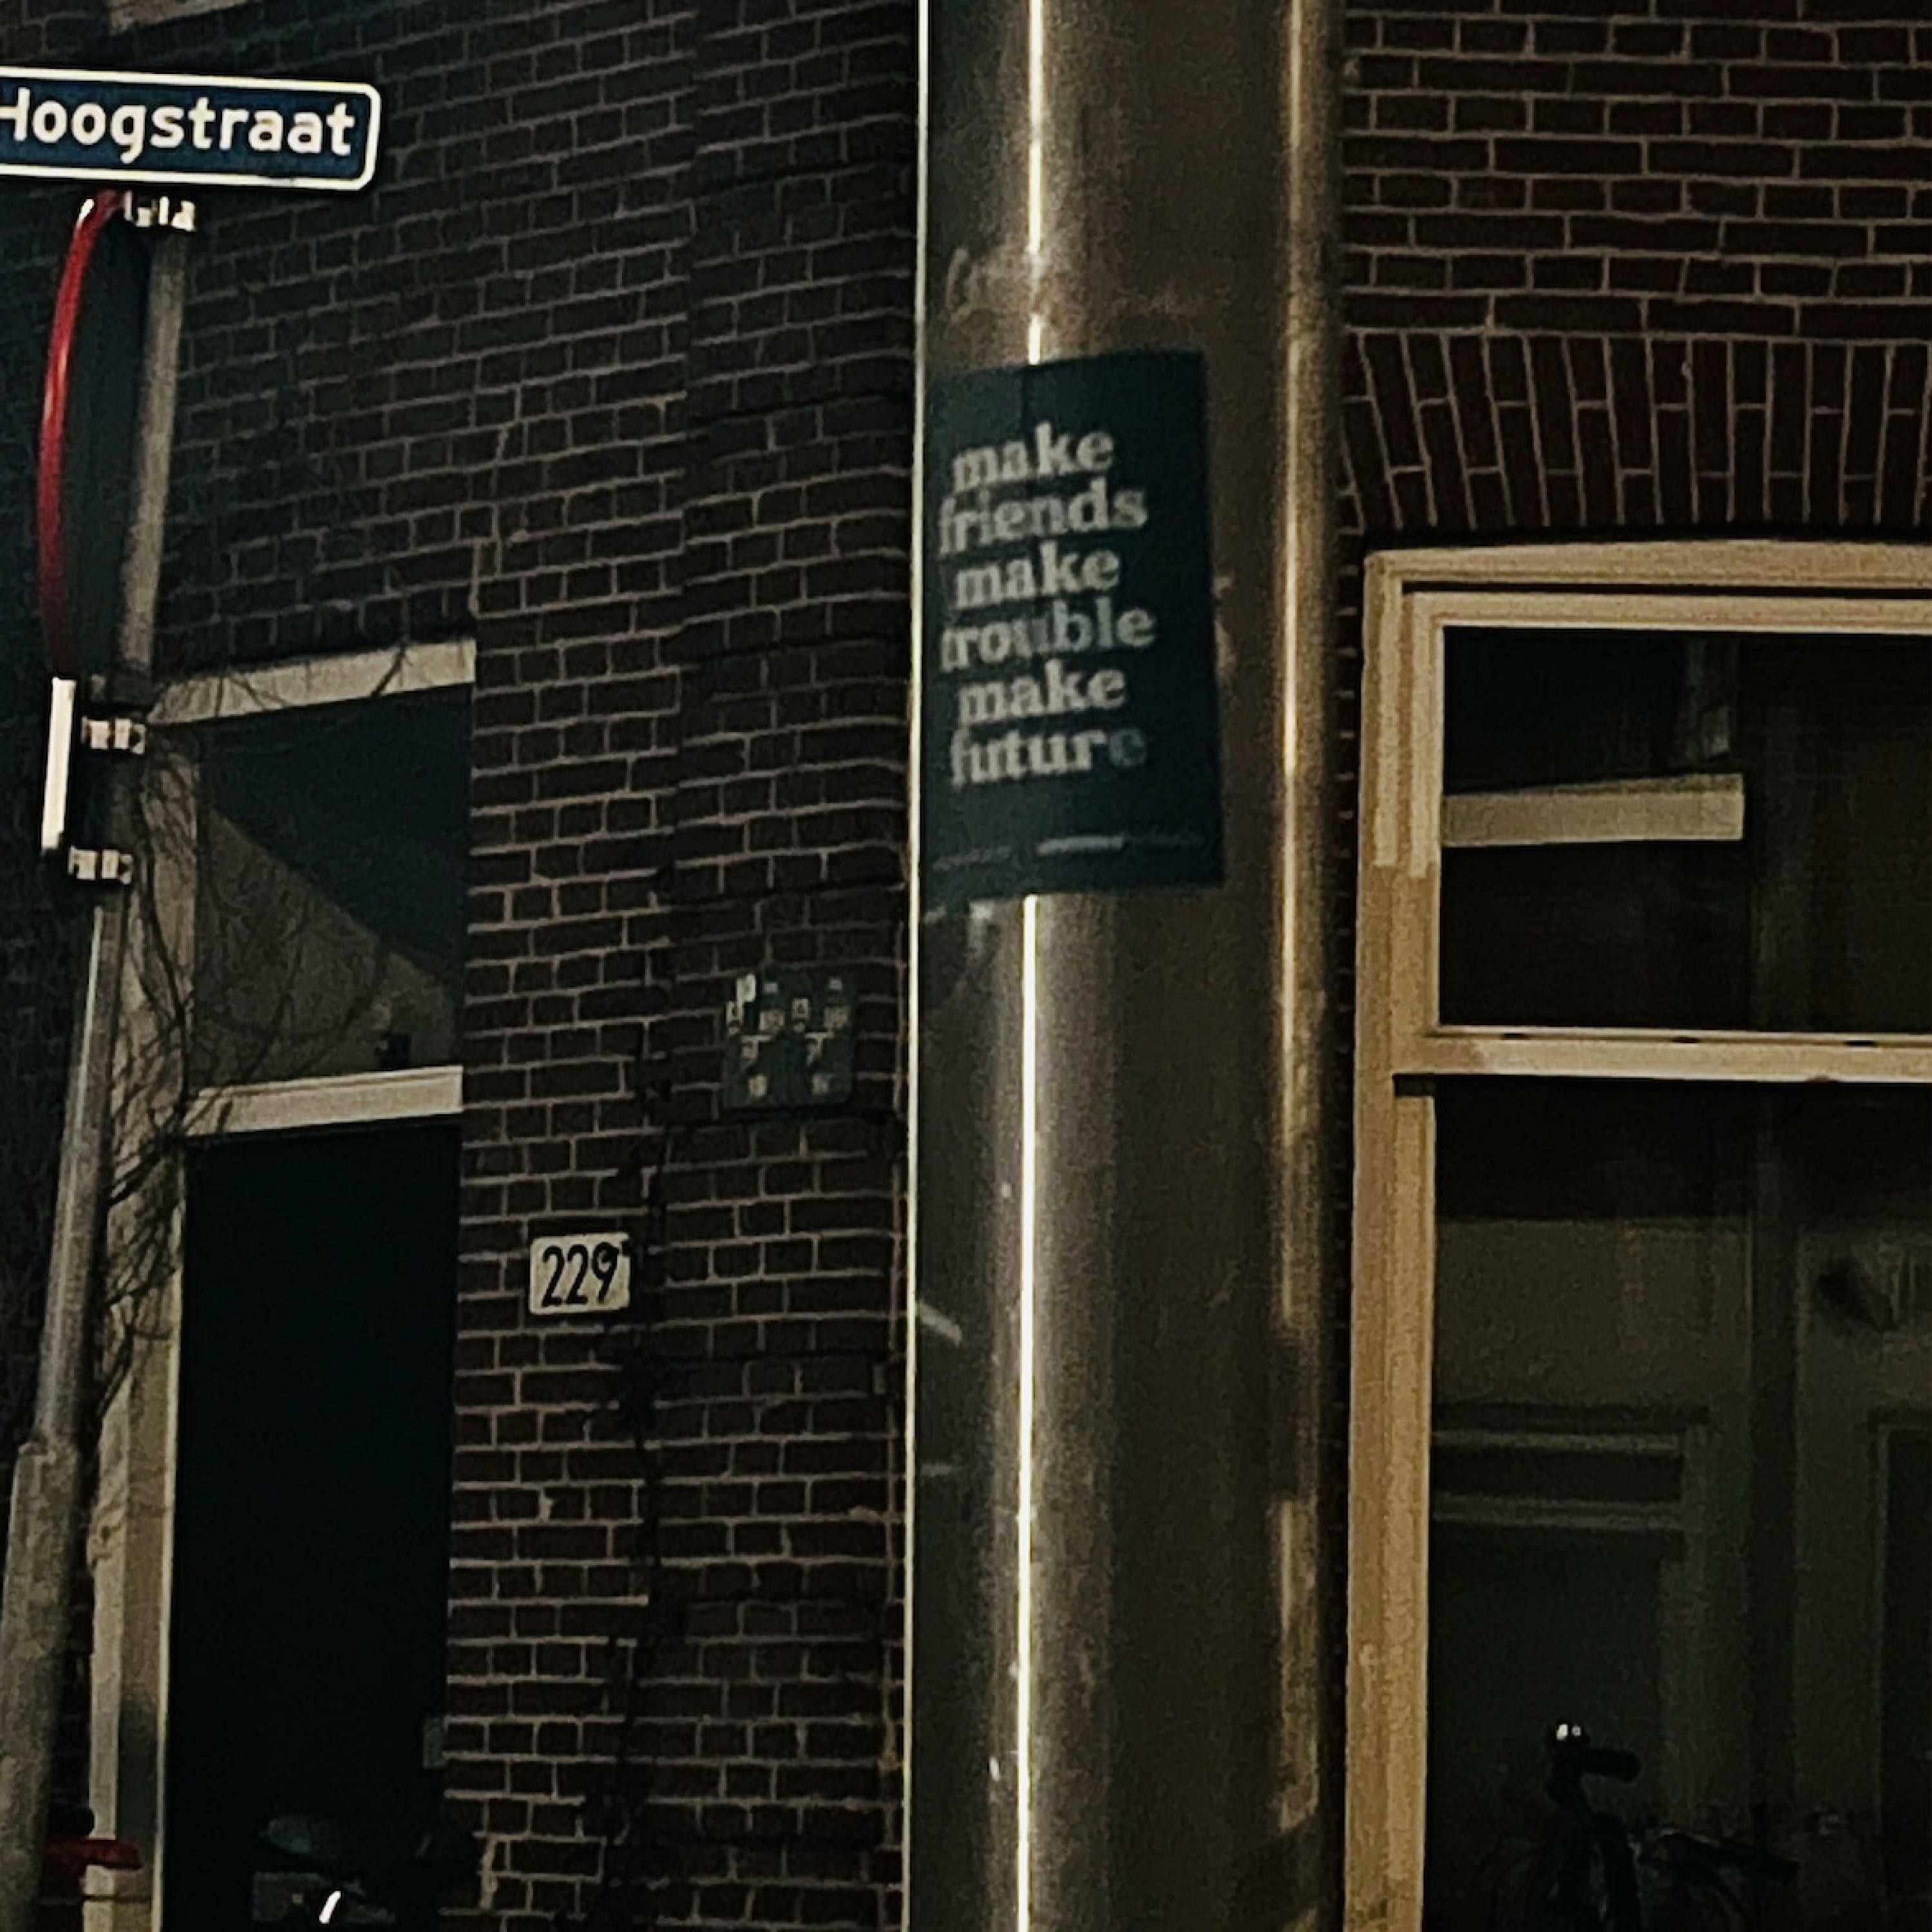 Hoogstraat
make
friends
make
trouble
make
future
229